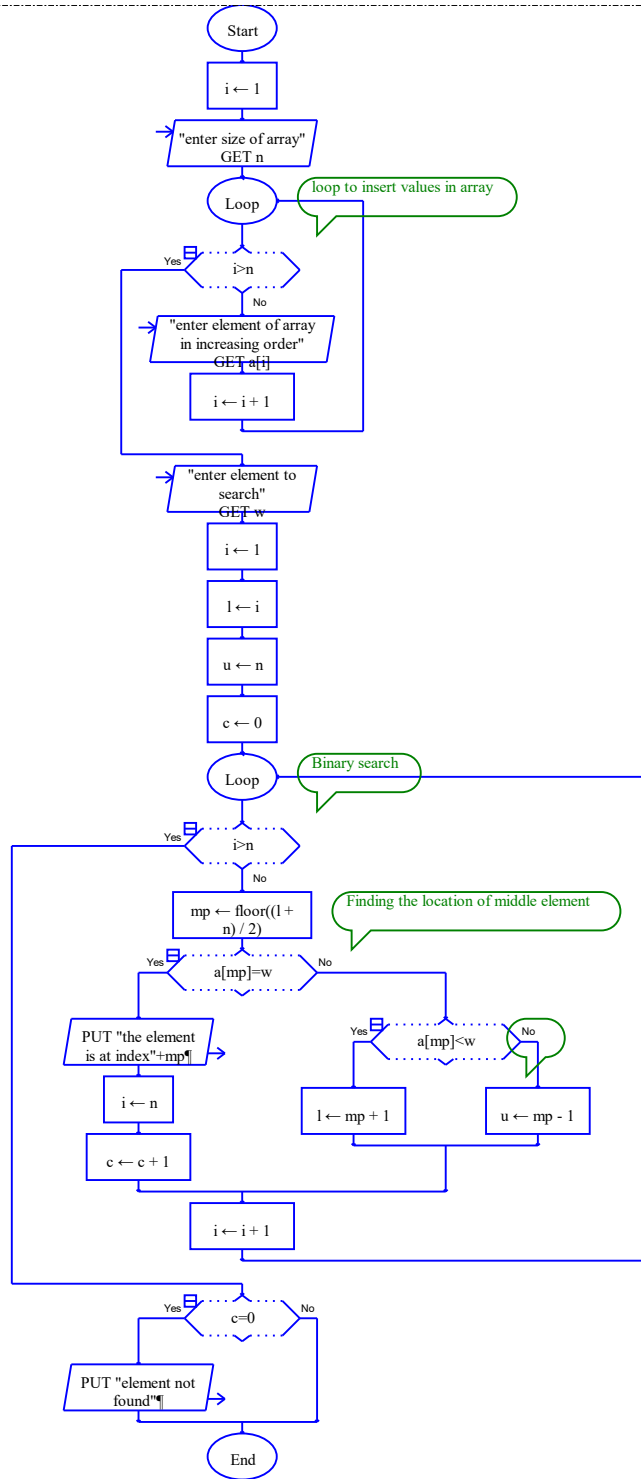 Start
i ← 1
"enter size of array"
GET n
Loop
loop to insert values in array
Yes
i>n
No
"enter element of array
in increasing order"
GET a[i]
i ← i + 1
"enter element to
search"
GET w
i ← 1
l ← i
u ← n
c ← 0
Loop
Binary search
Yes
i>n
No
mp ← floor((l +
n) / 2)
Finding the location of middle element
Yes
a[mp]=w
No
PUT "the element
is at index"+mp¶
Yes
a[mp]<w
No
i ← n
l ← mp + 1
u ← mp - 1
c ← c + 1
i ← i + 1
Yes
c=0
No
PUT "element not
found"¶
End